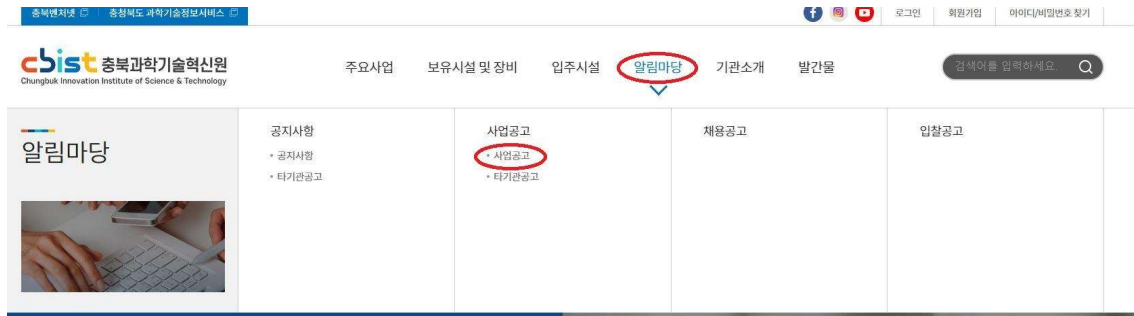 충북벤처넷 충청북도 과학기술정보서비스 로그인 회원가입 아이디/비밀번호 찾기
cbist 충북과학기술혁신원
Chungbuk Innovation Institute of Science & Technology
주요사업 보유시설 및 장비 입주시설 알림마당 기관소개 발간물 검색어를 입력하세요.
알림마당
공지사항 사업공고 채용공고 입찰공고
• 공지사항 • 사업공고
• 타기관공고 • 타기관공고